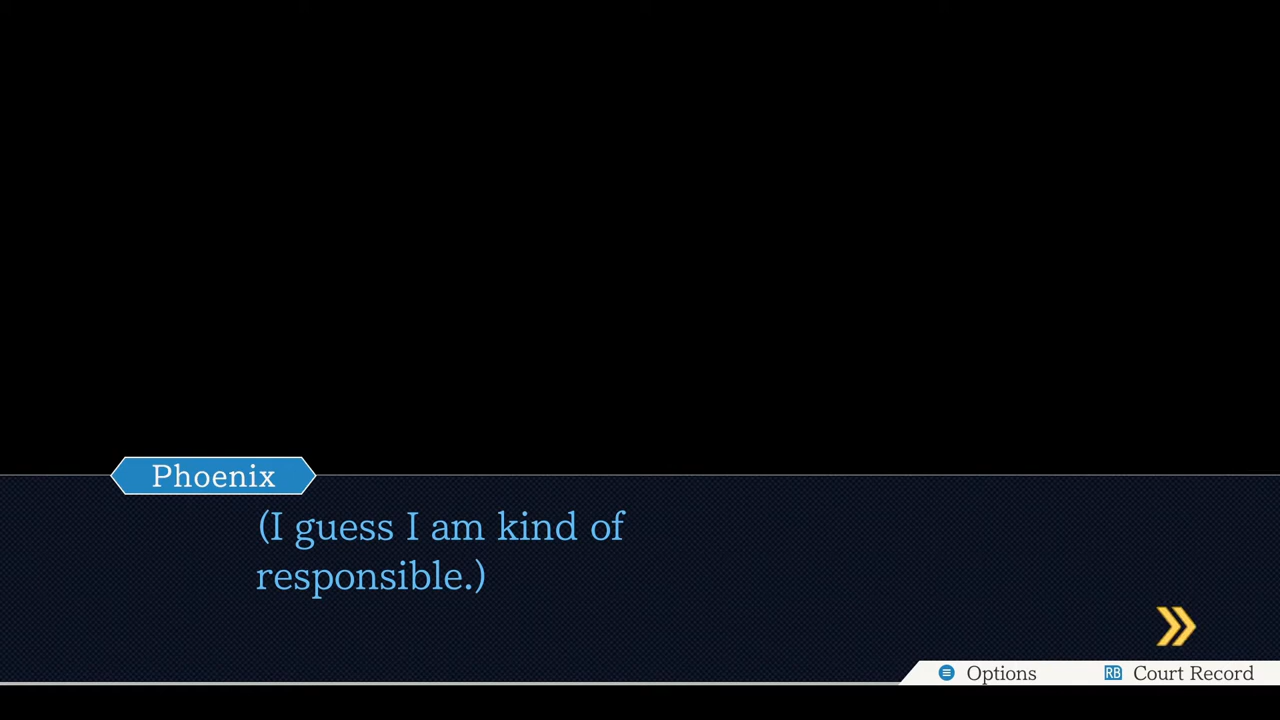 Phoenix
(I guess I am kind of
responsible.)
Options
RB Court Record